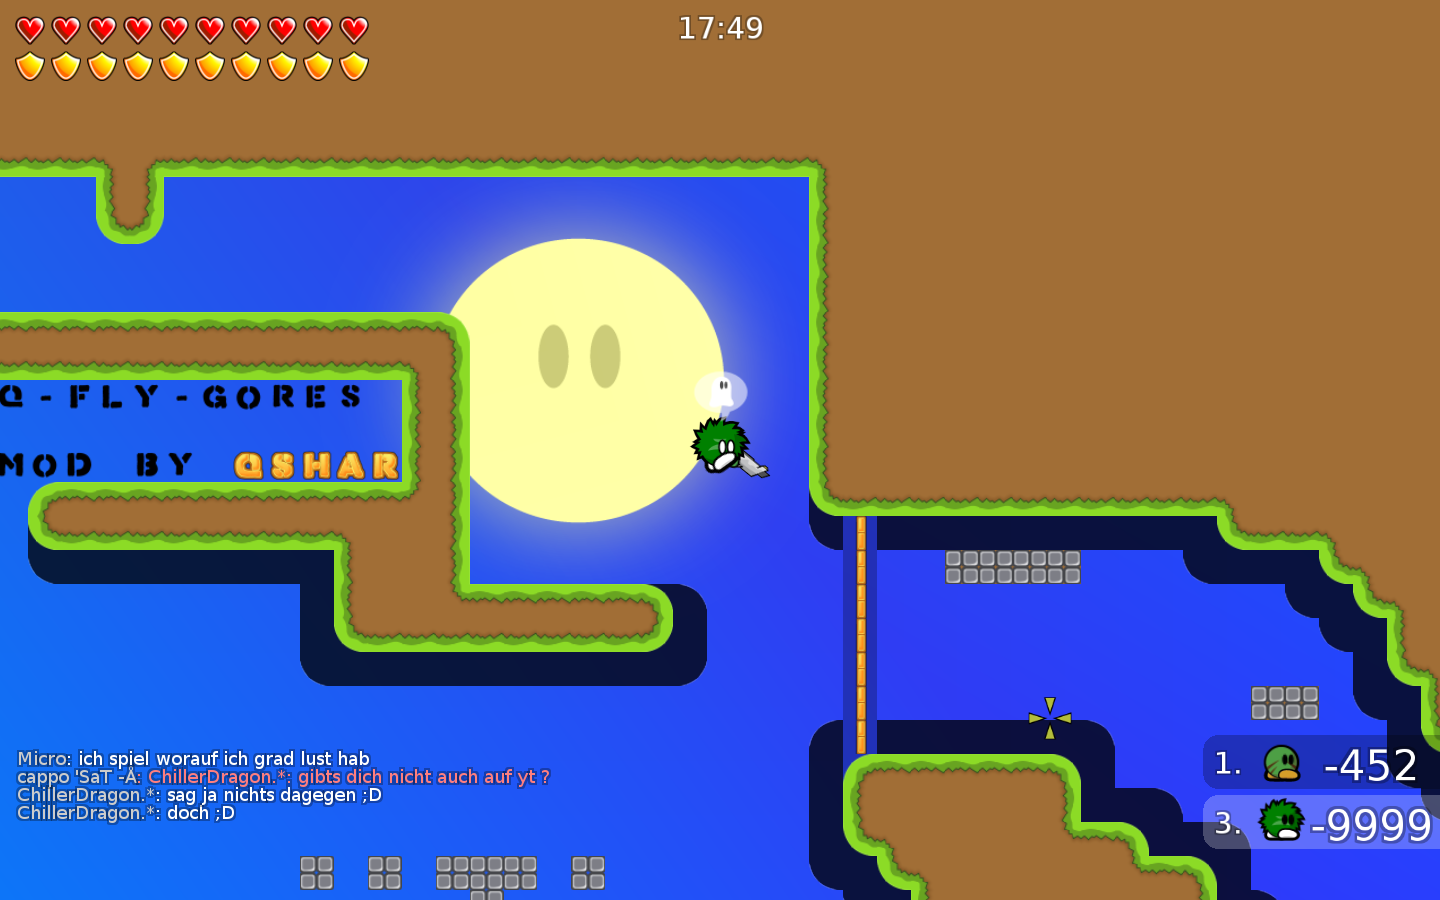 17:49
Q-FLY-GORES
MOD BY QSHAR
Micro: ich spiel worauf ich grad lust hab
cappo 'SaT -Å: ChillerDragon.*: gibts dich nicht auch auf yt ?
ChillerDragon.*: sag ja nichts dagegen ;D
ChillerDragon.*: doch ;D
1. -452
3. -9999